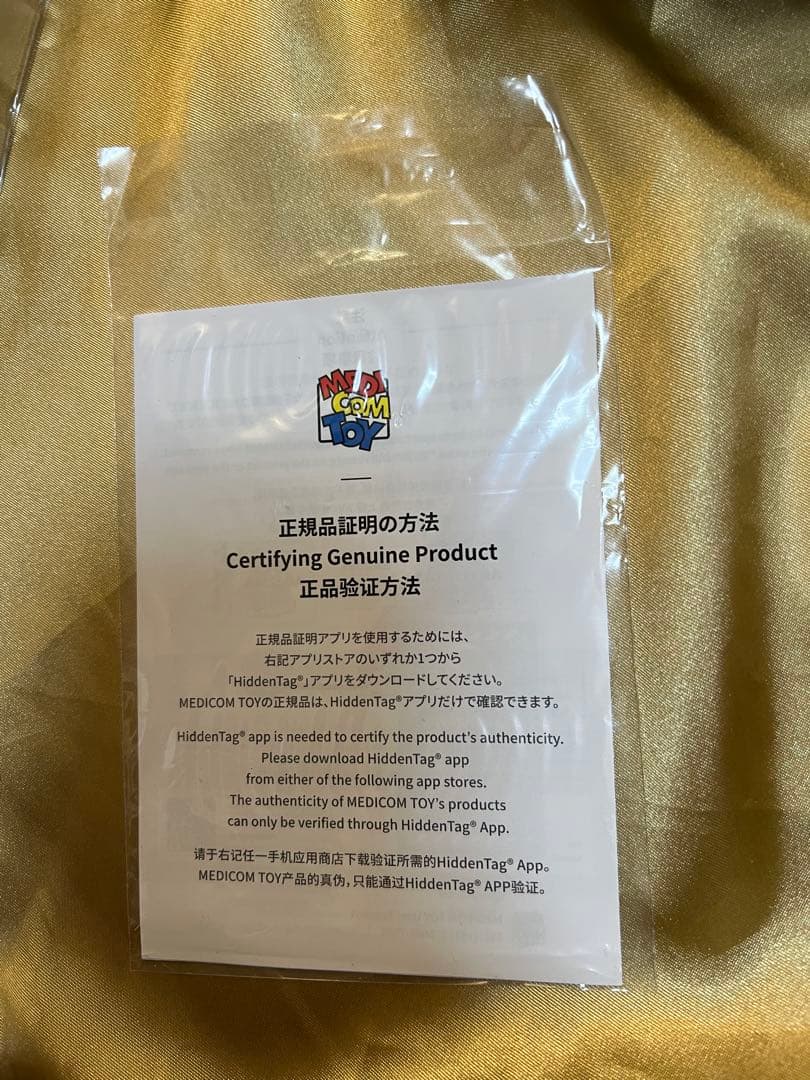 MEDI
COM
TOY
正規品証明の方法
Certifying Genuine Product
正品验证方法
正規品証明アプリを使用するためには、
右記アプリストアのいずれか1つから
「HiddenTag®」アプリをダウンロードしてください。
MEDICOM TOYの正規品は、HiddenTag®アプリだけで確認できます。
HiddenTag® app is needed to certify the product's authenticity.
Please download HiddenTag® app
from either of the following app stores.
The authenticity of MEDICOM TOY's products
can only be verified through HiddenTag® App.
请于右记任一手机应用商店下载验证所需的HiddenTag® App。
MEDICOM TOY产品的真伪，只能通过HiddenTag® APP验证。